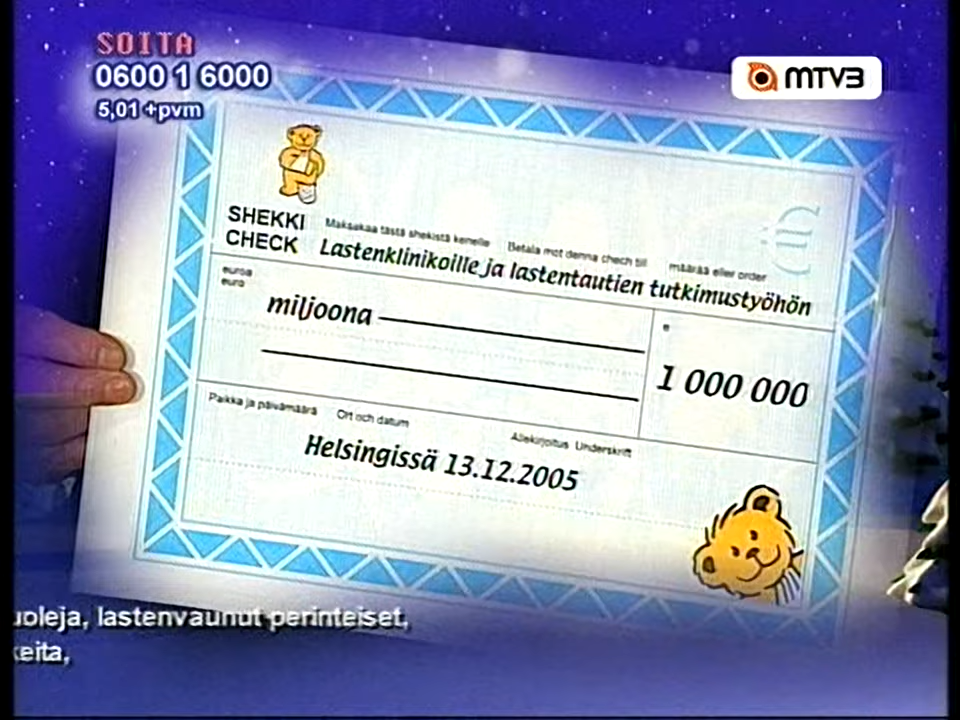 SOITA
0600 1 6000
5,01 +pvm
MTV3
SHEKKI
CHECK
Maksakaa tästä shekistä kenelle Betala mot denna check till määrää eller order
Lastenklinikoille ja lastentautien tutkimustyöhön
€
euroa
euro
miljoona
€
1 000 000
Paikka ja päivämäärä Ort och datum Allekirjoitus Underskrift
Helsingissä 13.12.2005
uoleja, lastenvaunut perinteiset,
keita,